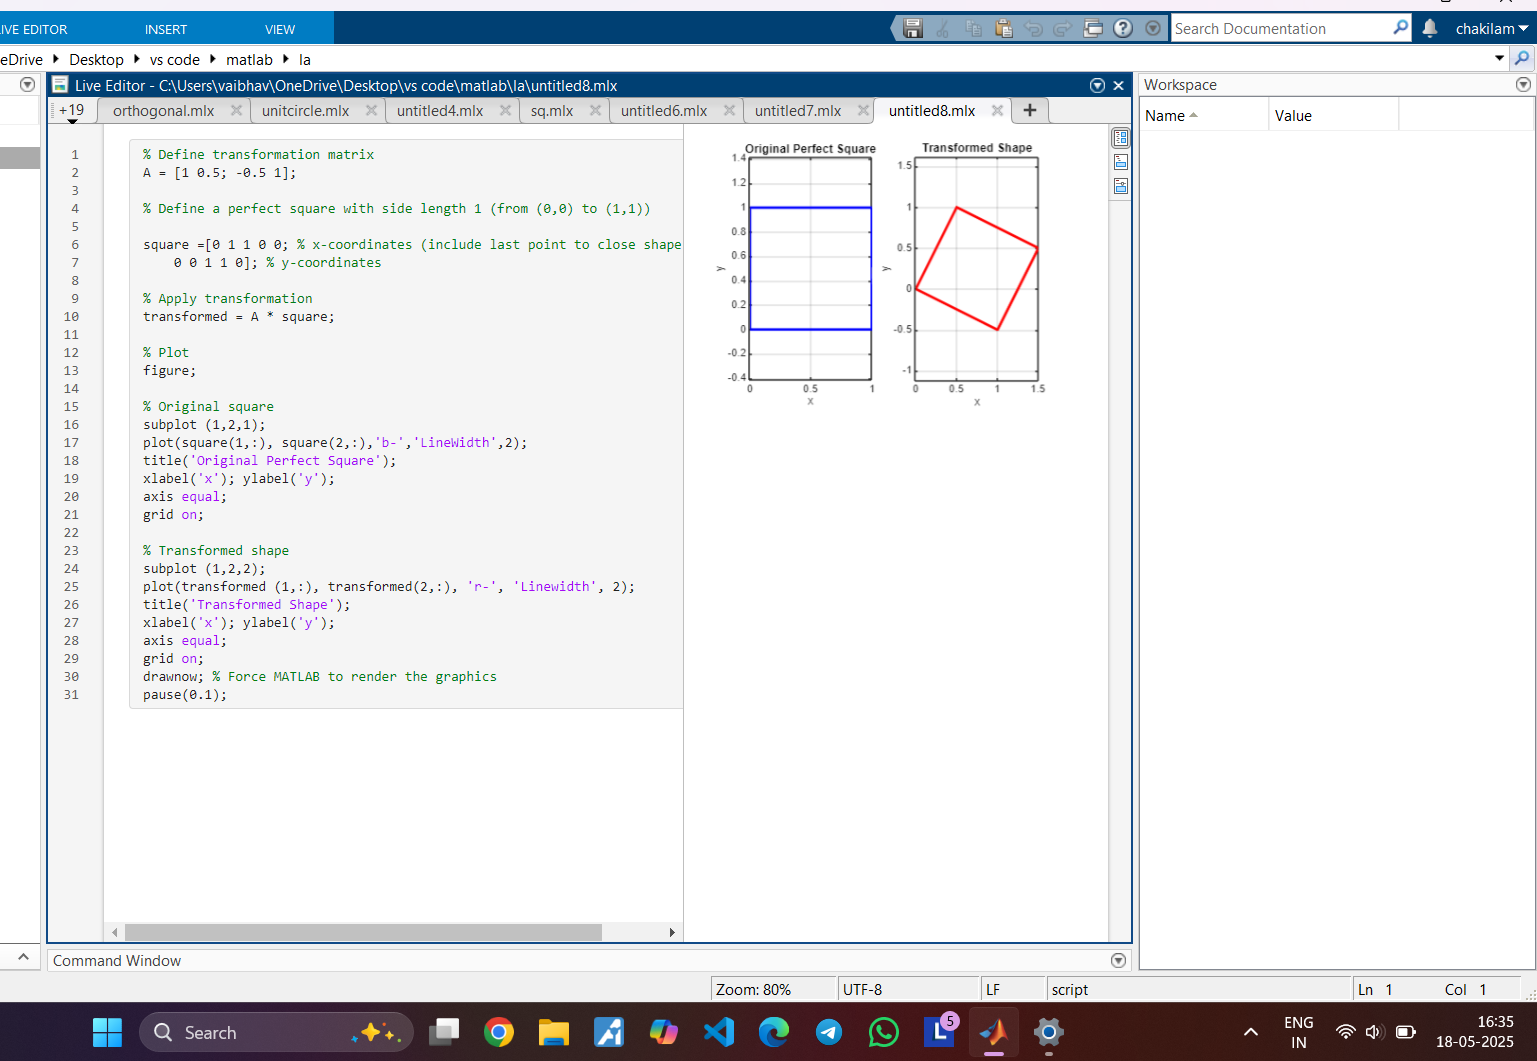 IVE EDITOR INSERT VIEW Search Documentation chakilam
eDrive Desktop vs code matlab la
Live Editor - C:\Users\vaibhav\OneDrive\Desktop\vs code\matlab\la\untitled8.mlx
+19 orthogonal.mlx unitcircle.mlx untitled4.mlx sq.mlx untitled6.mlx untitled7.mlx untitled8.mlx +
1 % Define transformation matrix
2 A = [1 0.5; -0.5 1];
3
4 % Define a perfect square with side length 1 (from (0,0) to (1,1))
5
6 square =[0 1 1 0 0; % x-coordinates (include last point to close shape
7 0 0 1 1 0]; % y-coordinates
8
9 % Apply transformation
10 transformed = A * square;
11
12 % Plot
13 figure;
14
15 % Original square
16 subplot (1,2,1);
17 plot(square(1,:), square(2,:),'b-','LineWidth',2);
18 title('Original Perfect Square');
19 xlabel('x'); ylabel('y');
20 axis equal;
21 grid on;
22
23 % Transformed shape
24 subplot (1,2,2);
25 plot(transformed (1,:), transformed(2,:), 'r-', 'Linewidth', 2);
26 title('Transformed Shape');
27 xlabel('x'); ylabel('y');
28 axis equal;
29 grid on;
30 drawnow; % Force MATLAB to render the graphics
31 pause(0.1);
Original Perfect Square
1.4
1.2
1
0.8
0.6
0.4
0.2
0
-0.2
-0.4
y
0 0.5 1
x
Transformed Shape
1.5
1
0.5
0
-0.5
-1
y
0 0.5 1 1.5
x
Workspace
Name Value
Command Window
Zoom: 80% UTF-8 LF script Ln 1 Col 1
Search
L 5
ENG
IN
16:35
18-05-2025